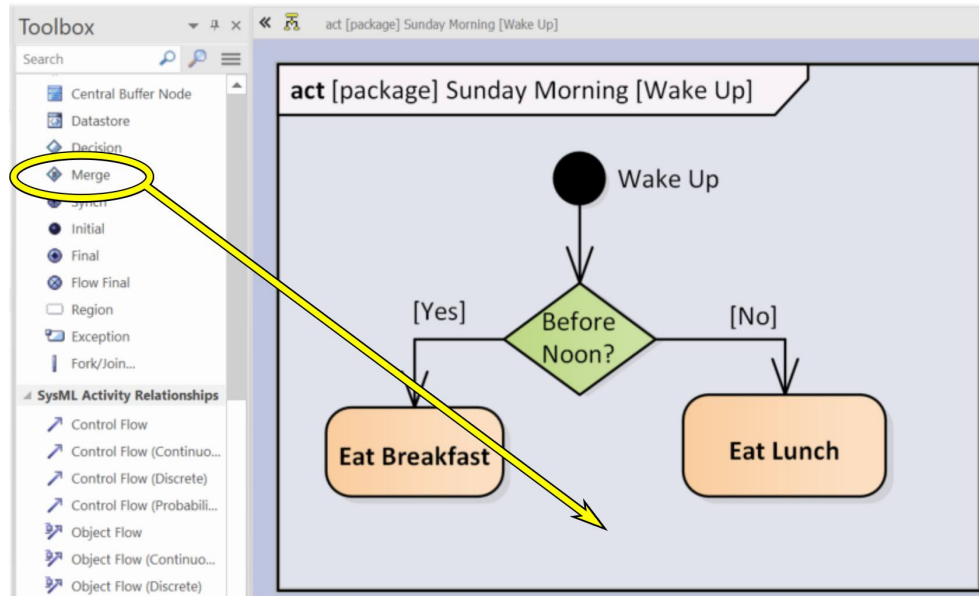 Toolbox
Search
Central Buffer Node
Datastore
Decision
Merge
Synch
Initial
Final
Flow Final
Region
Exception
Fork/Join...
SysML Activity Relationships
Control Flow
Control Flow (Continuo...
Control Flow (Discrete)
Control Flow (Probabili...
Object Flow
Object Flow (Continuo...
Object Flow (Discrete)
act [package] Sunday Morning [Wake Up]
act [package] Sunday Morning [Wake Up]
Wake Up
[Yes]
Before
Noon?
[No]
Eat Breakfast
Eat Lunch